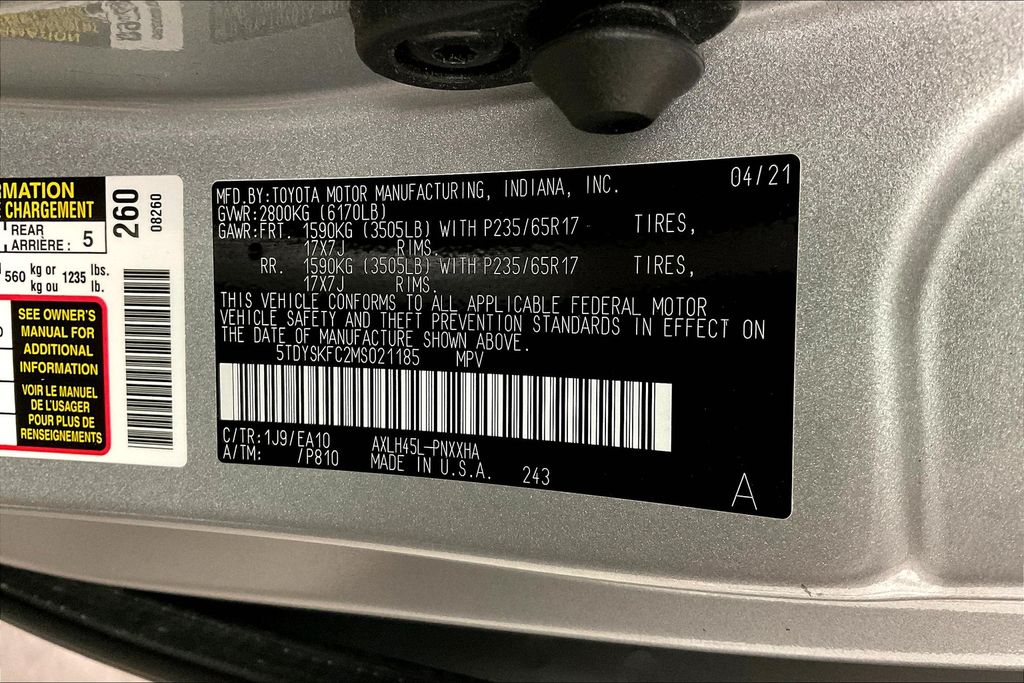 RMATION
E CHARGEMENT
REAR
ARRIÈRE : 5
560 kg or 1235 lbs.
kg ou lb.
SEE OWNER'S
MANUAL FOR
ADDITIONAL
INFORMATION
VOIR LE MANUEL
DE L'USAGER
POUR PLUS DE
RENSEIGNEMENTS
260
08260
MFD.BY:TOYOTA MOTOR MANUFACTURING, INDIANA, INC. 04/21
GVWR:2800KG (6170LB)
GAWR:FRT. 1590KG (3505LB) WITH P235/65R17 TIRES,
17X7J RIMS.
RR. 1590KG (3505LB) WITH P235/65R17 TIRES,
17X7J RIMS.
THIS VEHICLE CONFORMS TO ALL APPLICABLE FEDERAL MOTOR
VEHICLE SAFETY AND THEFT PREVENTION STANDARDS IN EFFECT ON
THE DATE OF MANUFACTURE SHOWN ABOVE.
5TDYSKFC2MS021185 MPV
C/TR:1J9/EA10 AXLH45L-PNXXHA
A/TM: /P810 MADE IN U.S.A. 243
A